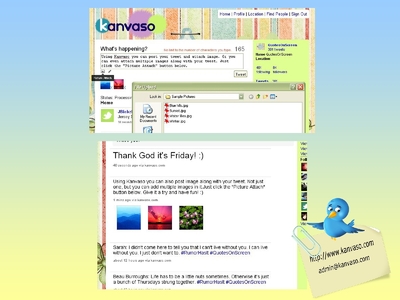 kanvaso
Home | Profile | Location | Find People | Sign Out
What's happening?
165
Using Kanvaso, you can post your tweet and attach image. Or you
can even attach multiple images along with your tweet. Just
click the "Picture Attach" button below.
Tweet
QuotesOnScreen
Name QuotesOnScreen
Location
Home
Look in:
Sample Pictures
My Recent
Documents
Blue hills.jpg
Sunset.jpg
Water lilies.jpg
Winter.jpg
Thank God it's Friday! :)
Using Kanvaso you can also post image along with your tweet. Not just
one, but you can add multiple images in it.Just click the "Picture Attach"
button below. Give it a try and have fun! :)
Sarah: I didn't come here to tell you that I can't live without you. I can live
without you. I just don't want to. #RumorHasIt #QuotesOnScreen
Beau Burroughs: Life has to be a little nuts sometimes. Otherwise it's just
a bunch of Thursdays strung together. #RumorHasIt #QuotesOnScreen
http://www.kanvaso.com
admin@kanvaso.com